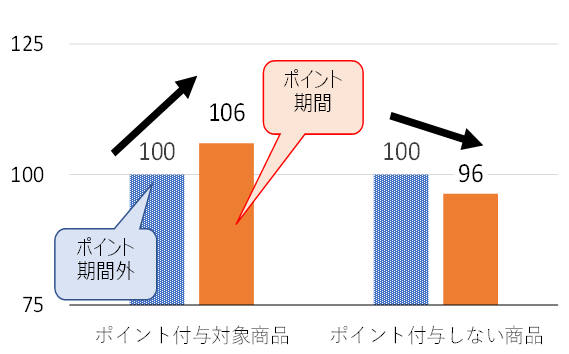 125
ポイント
期間
106
100
100
96
100
ポイント
期間外
75
ポイント付与対象商品
ポイント付与しない商品